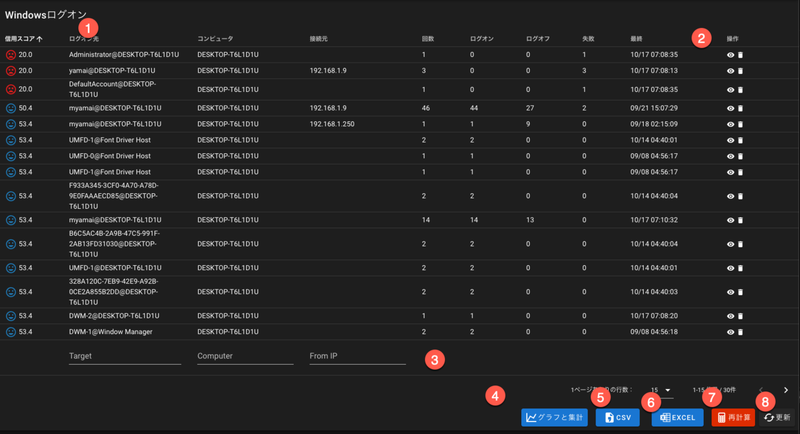 Windowsログオン
1
信用スコア ログオン先 コンピュータ 接続元 回数 ログオン ログオフ 失敗 最終 2 操作
20.0 Administrator@DESKTOP-T6L1D1U DESKTOP-T6L1D1U 1 0 0 1 10/17 07:08:35
20.0 yamai@DESKTOP-T6L1D1U DESKTOP-T6L1D1U 192.168.1.9 3 0 0 3 10/17 07:08:13
DefaultAccount@DESKTOP-
20.0 DESKTOP-T6L1D1U 1 0 0 1 10/17 07:08:35
T6L1D1U
50.4 myamai@DESKTOP-T6L1D1U DESKTOP-T6L1D1U 192.168.1.9 46 44 27 2 09/21 15:07:29
53.4 myamai@DESKTOP-T6L1D1U DESKTOP-T6L1D1U 192.168.1.250 1 1 9 0 09/18 02:15:09
53.4 UMFD-1@Font Driver Host DESKTOP-T6L1D1U 2 2 0 0 10/14 04:40:01
53.4 UMFD-0@Font Driver Host DESKTOP-T6L1D1U 1 1 0 0 09/08 04:56:17
53.4 UMFD-1@Font Driver Host DESKTOP-T6L1D1U 1 1 0 0 09/08 04:56:17
F933A345-3CF0-4A70-A78D-
53.4 9E0FAAAECD85@DESKTOP- DESKTOP-T6L1D1U 2 2 0 0 10/14 04:40:04
T6L1D1U
53.4 myamai@DESKTOP-T6L1D1U DESKTOP-T6L1D1U 14 14 13 0 10/17 07:10:32
B6C5AC4B-2A9B-47C5-991F-
53.4 2AB13FD31030@DESKTOP- DESKTOP-T6L1D1U 2 2 0 0 10/14 04:40:04
T6L1D1U
53.4 UMFD-1@DESKTOP-T6L1D1U DESKTOP-T6L1D1U 2 2 0 0 10/14 04:40:01
328A120C-7EB9-42E9-A92B-
53.4 0CE2A855B2DD@DESKTOP- DESKTOP-T6L1D1U 2 2 0 0 10/14 04:40:03
T6L1D1U
53.4 DWM-2@DESKTOP-T6L1D1U DESKTOP-T6L1D1U 1 1 0 0 10/17 07:08:20
53.4 DWM-1@Window Manager DESKTOP-T6L1D1U 2 2 0 0 09/08 04:56:18
Target Computer From IP 3
1ページ の行数： 15 1-15 / 30件
4 5 6 7 8
グラフと集計 CSV EXCEL 再計算 更新